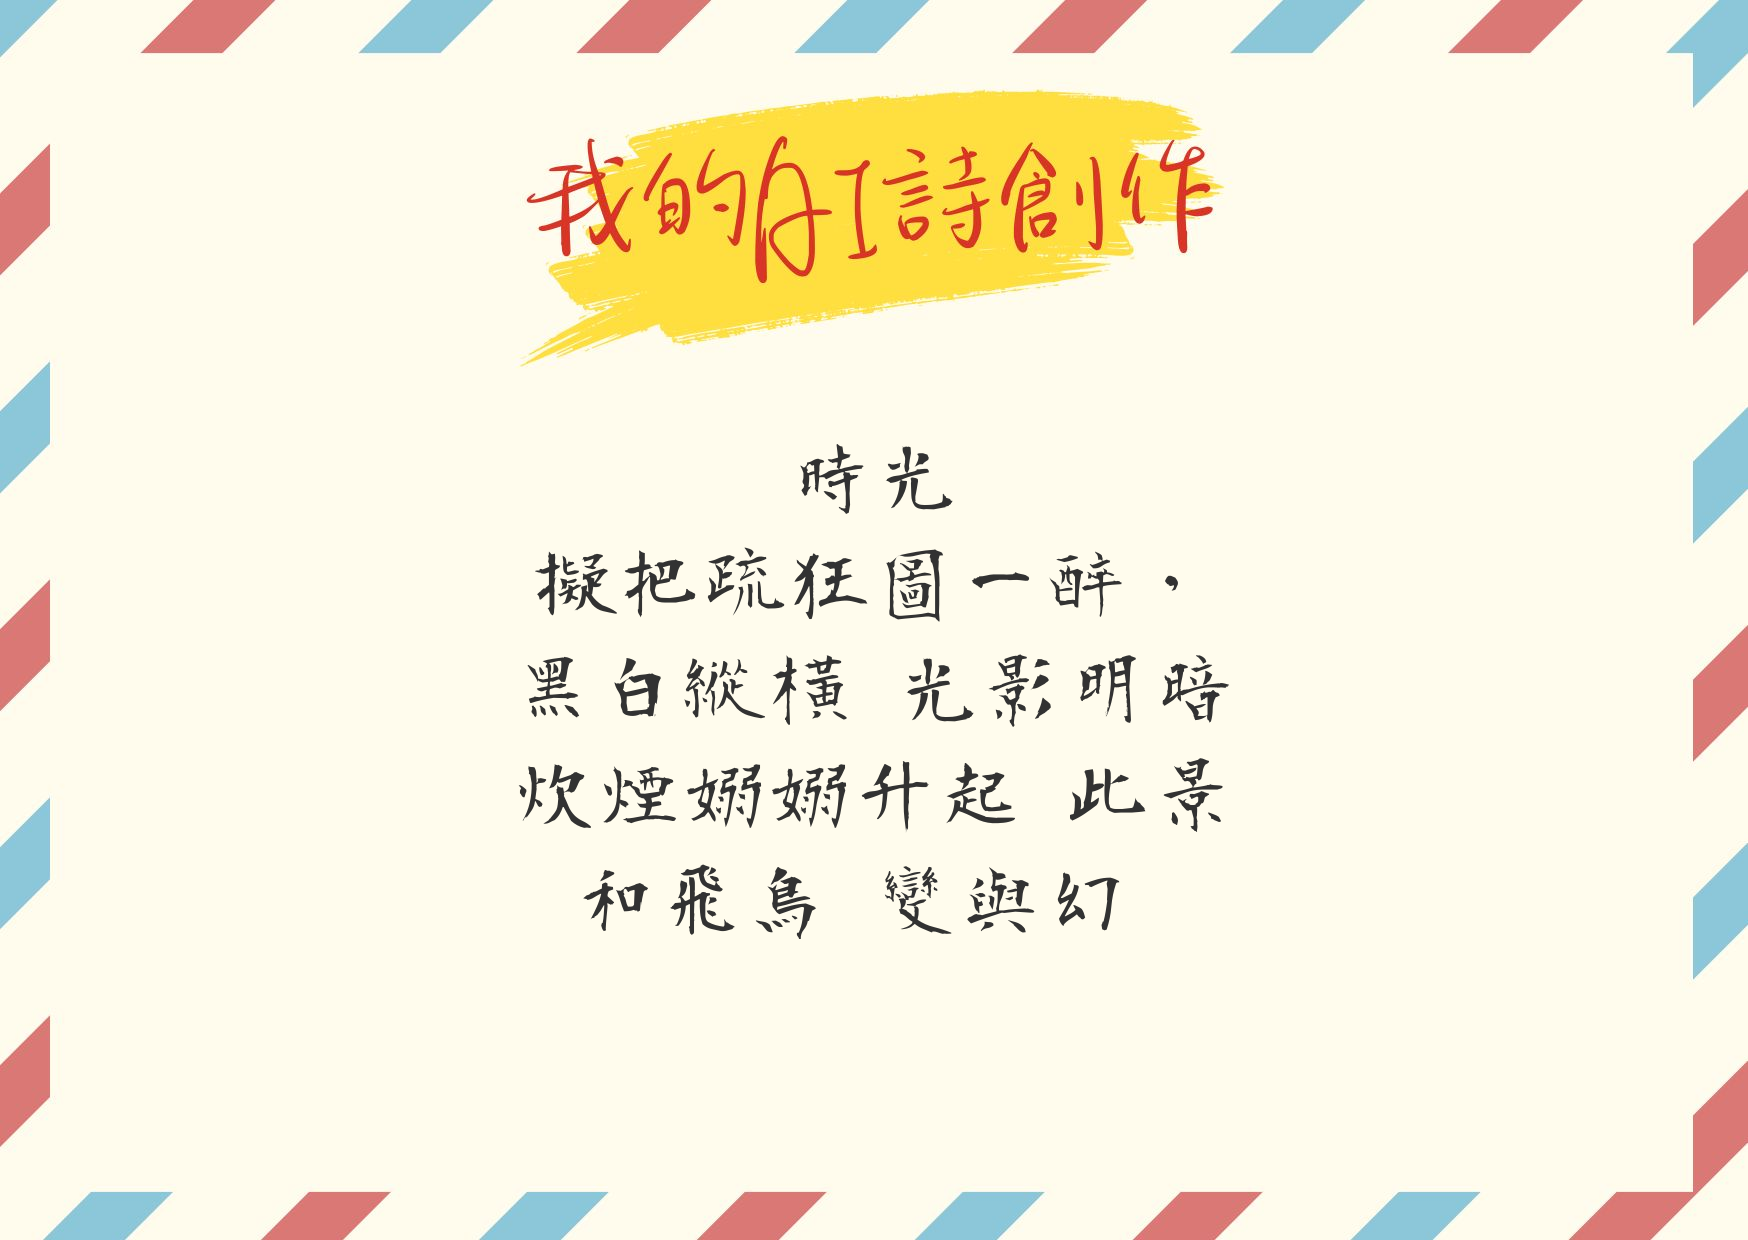 我的AI詩創作
時光
擬把疏狂圖一醉，
黑白縱橫 光影明暗
炊煙嫋嫋升起 此景
和飛鳥 變與幻